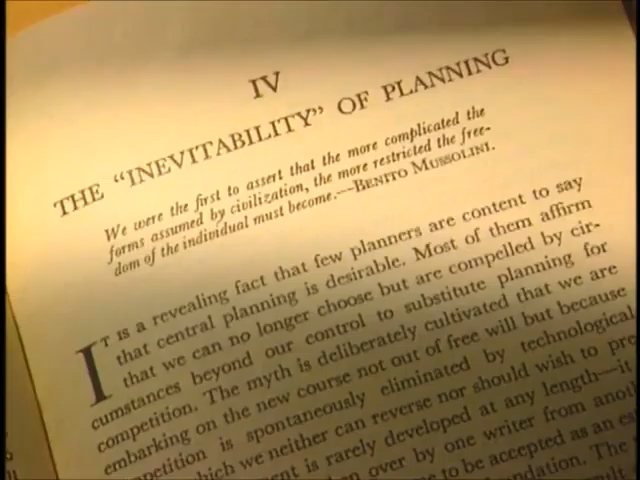 IV
THE “INEVITABILITY” OF PLANNING
We were the first to assert that the more complicated the
forms assumed by civilization, the more restricted the free-
dom of the individual must become.—BENITO MUSSOLINI.
IT IS a revealing fact that few planners are content to say
that central planning is desirable. Most of them affirm
that we can no longer choose but are compelled by cir-
cumstances beyond our control to substitute planning for
competition. The myth is deliberately cultivated that we are
embarking on the new course not out of free will but because
petition is spontaneously eliminated by technological
which we neither can reverse nor should wish to pre
ent is rarely developed at any length—it
over by one writer from anot
to be accepted as an es
ndation. The